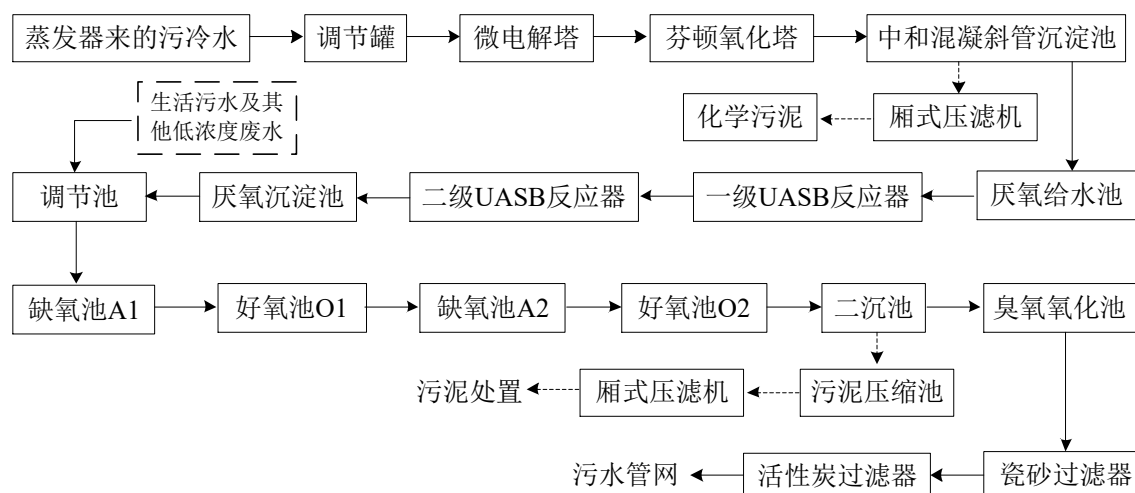 蒸发器来的污冷水
调节罐
微电解塔
芬顿氧化塔
中和混凝斜管沉淀池
生活污水及其
他低浓度废水
化学污泥
厢式压滤机
调节池
厌氧沉淀池
二级UASB反应器
一级UASB反应器
厌氧给水池
缺氧池A1
好氧池O1
缺氧池A2
好氧池O2
二沉池
臭氧氧化池
污泥处置
厢式压滤机
污泥压缩池
污水管网
活性炭过滤器
瓷砂过滤器